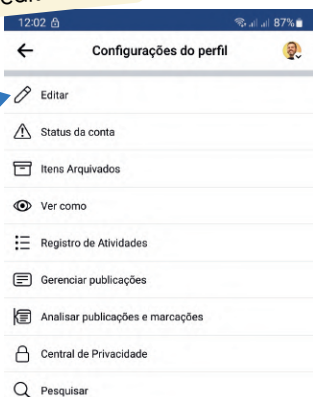 12:02 87%
Configurações do perfil
Editar
Status da conta
Itens Arquivados
Ver como
Registro de Atividades
Gerenciar publicações
Analisar publicações e marcações
Central de Privacidade
Pesquisar